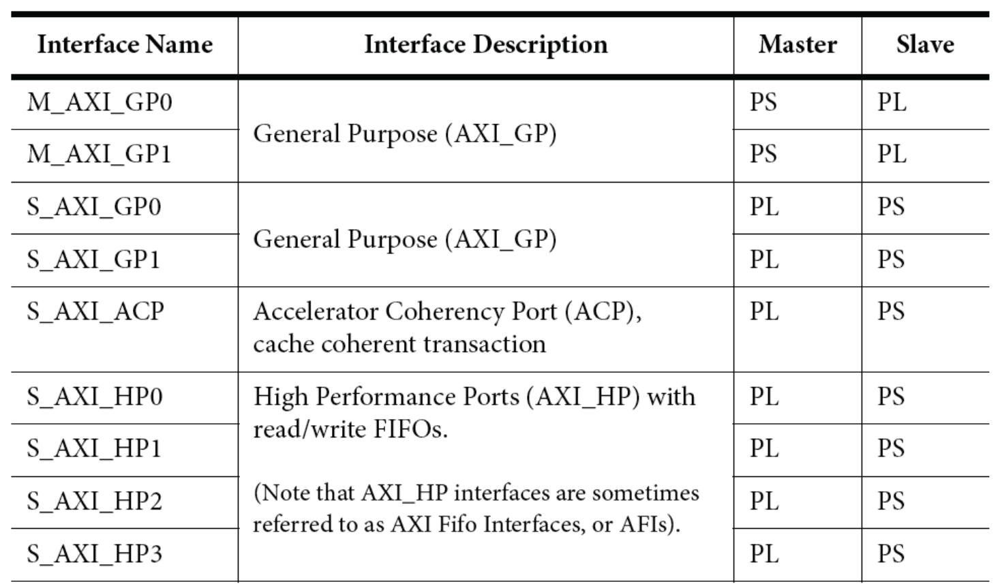 Interface Name Interface Description Master Slave
M_AXI_GP0 PS PL
General Purpose (AXI_GP)
M_AXI_GP1 PS PL
S_AXI_GP0 PL PS
General Purpose (AXI_GP)
S_AXI_GP1 PL PS
S_AXI_ACP Accelerator Coherency Port (ACP), PL PS
cache coherent transaction
S_AXI_HP0 High Performance Ports (AXI_HP) with PL PS
read/write FIFOs.
S_AXI_HP1 PL PS
S_AXI_HP2 (Note that AXI_HP interfaces are sometimes PL PS
referred to as AXI Fifo Interfaces, or AFIs).
S_AXI_HP3 PL PS